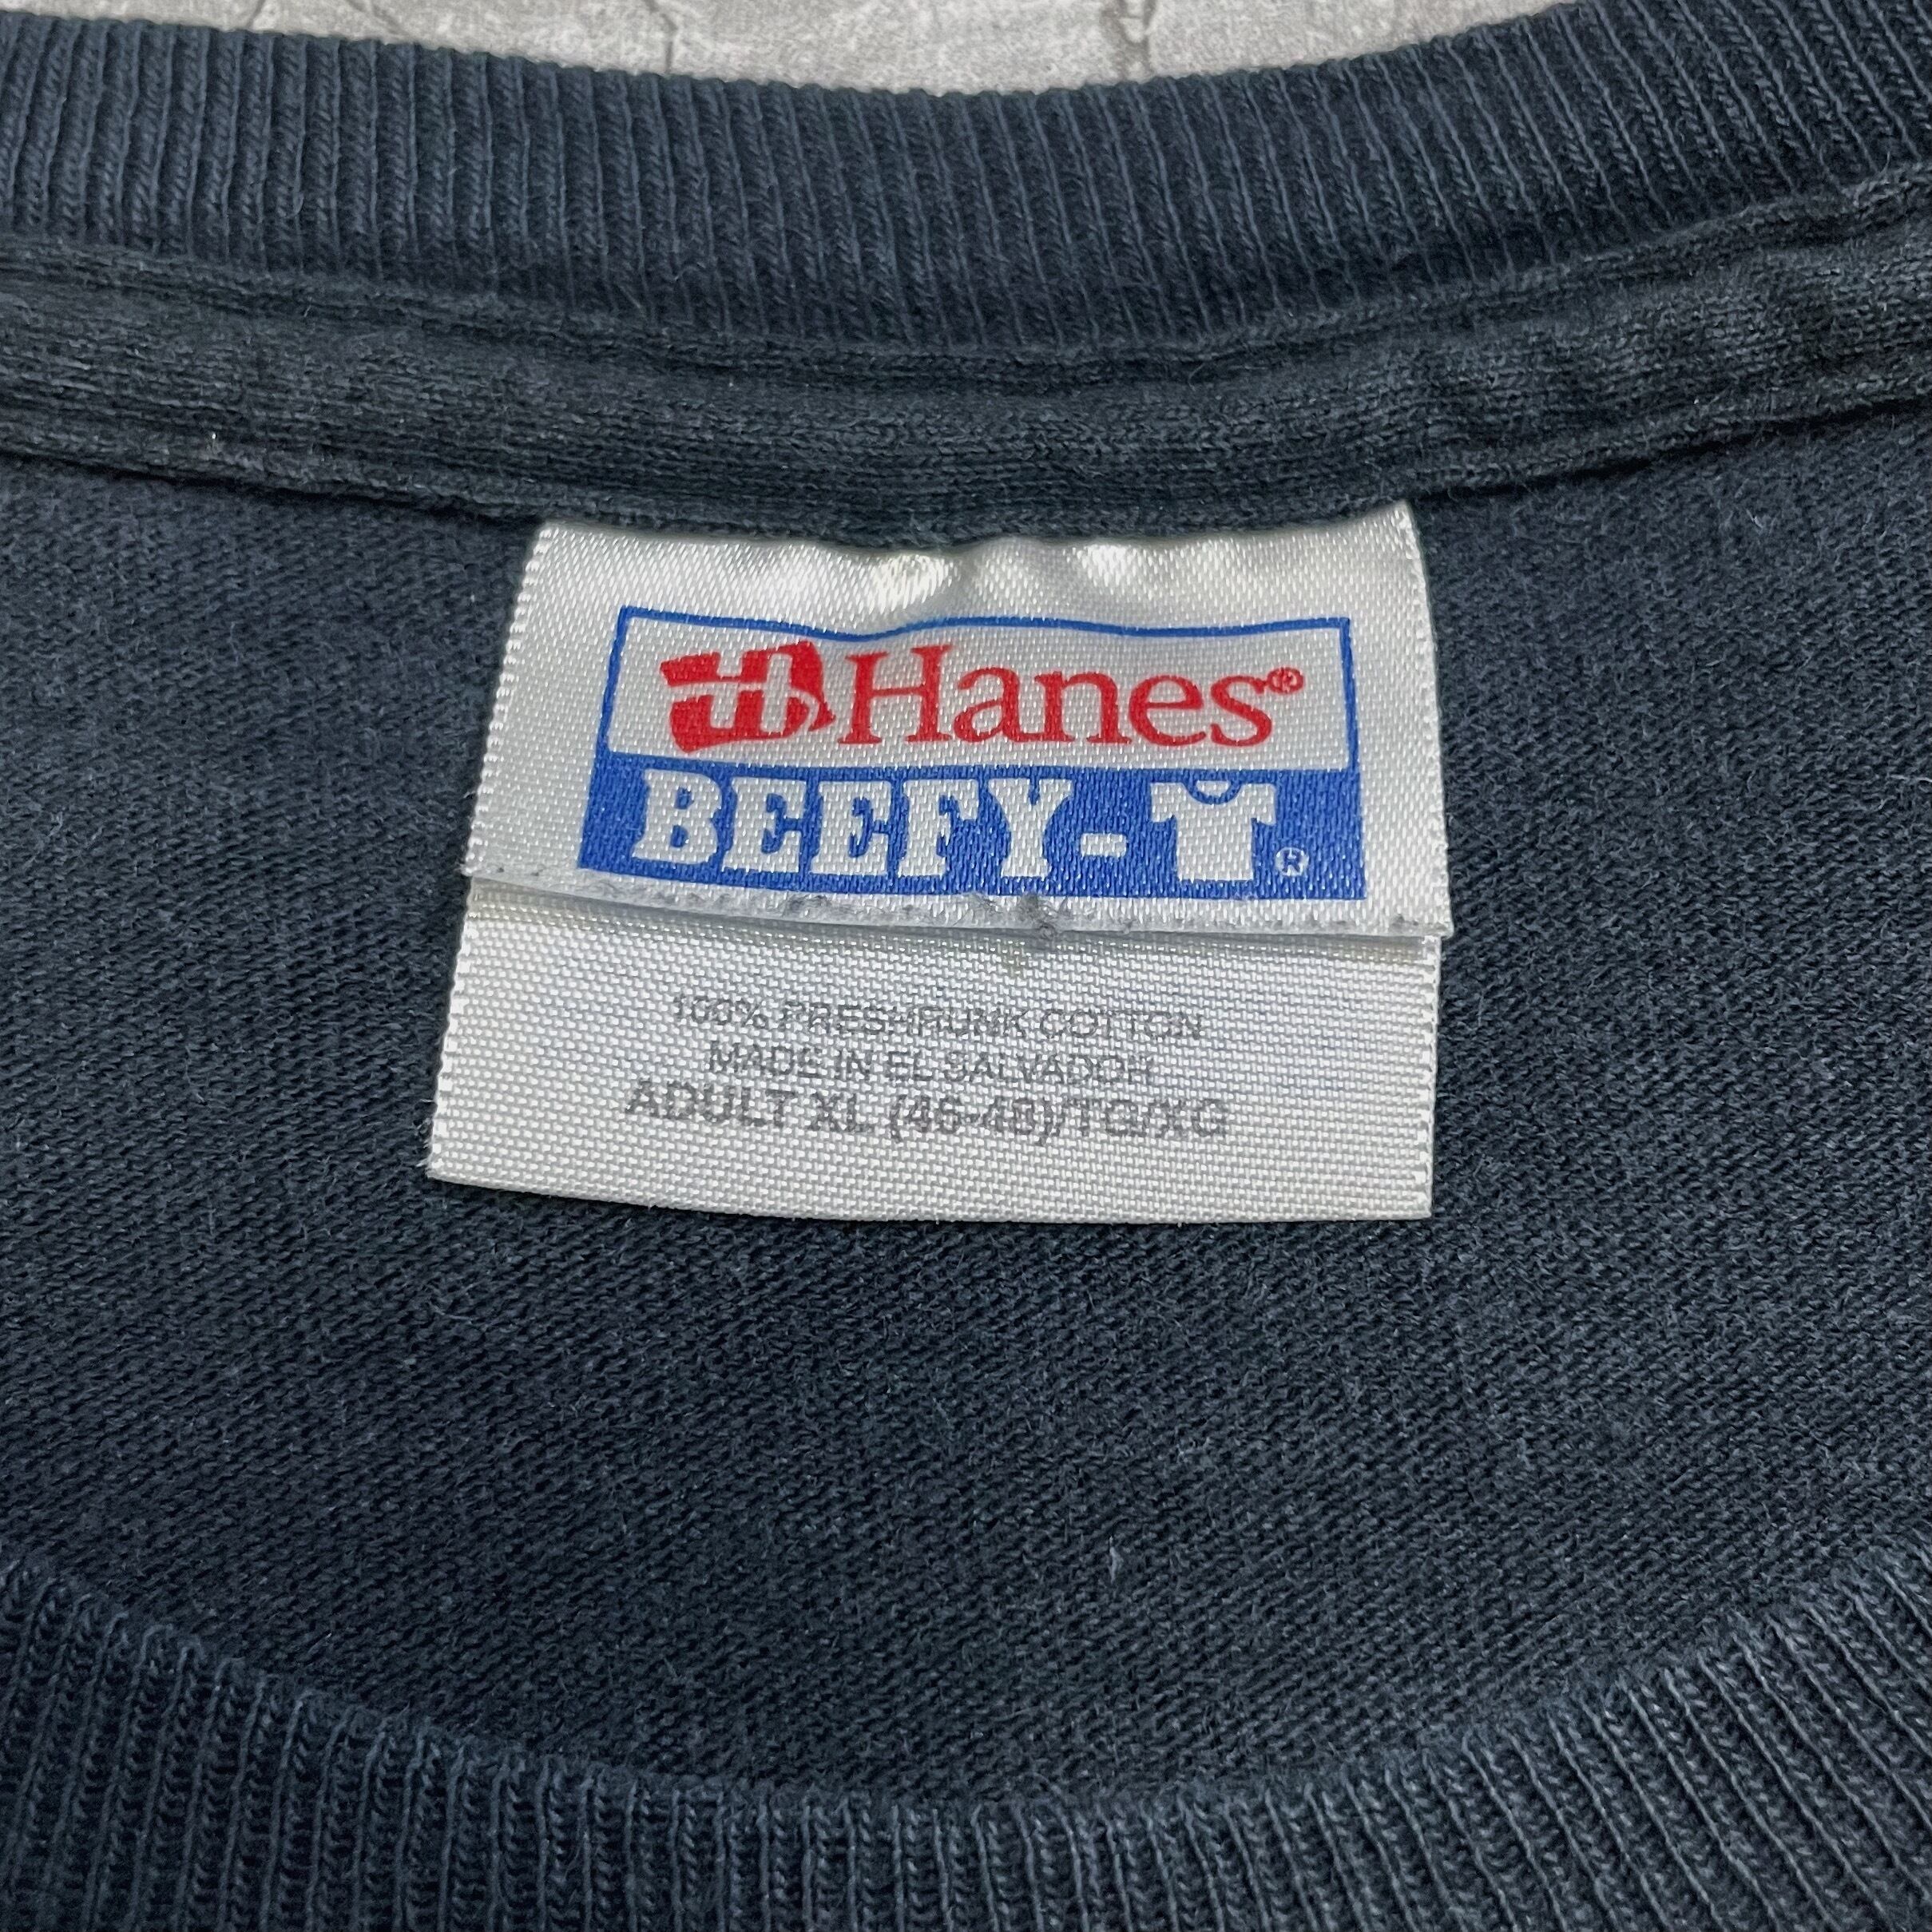 Hanes®
BEEFY-T®
100% PRESHRUNK COTTON
MADE IN EL SALVADOR
ADULT XL (46-48)/TG/XG